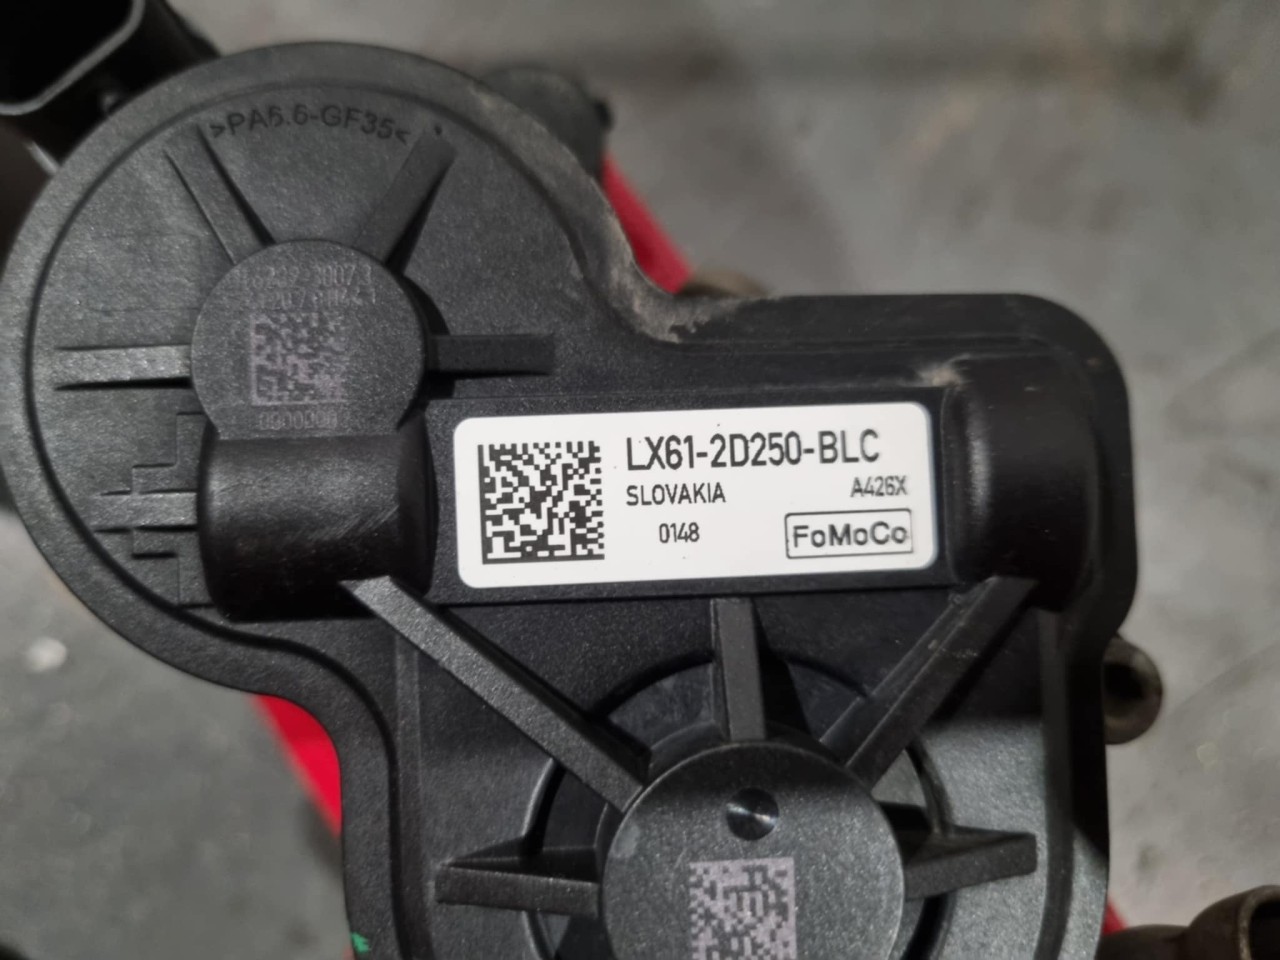 >PA6.6-GF35<
LX61-2D250-BLC
SLOVAKIA
A426X
0148
FoMoCo